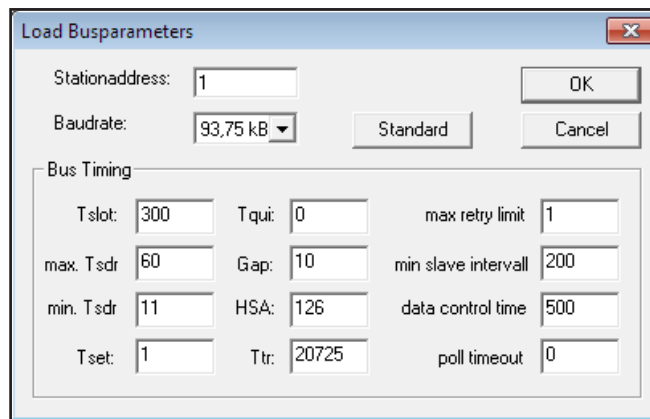 Load Busparameters
Stationaddress: 1 OK
Baudrate: 93,75 kB Standard Cancel
Bus Timing
Tslot: 300 Tqui: 0 max retry limit 1
max. Tsdr 60 Gap: 10 min slave intervall 200
min. Tsdr 11 HSA: 126 data control time 500
Tset: 1 Ttr: 20725 poll timeout 0